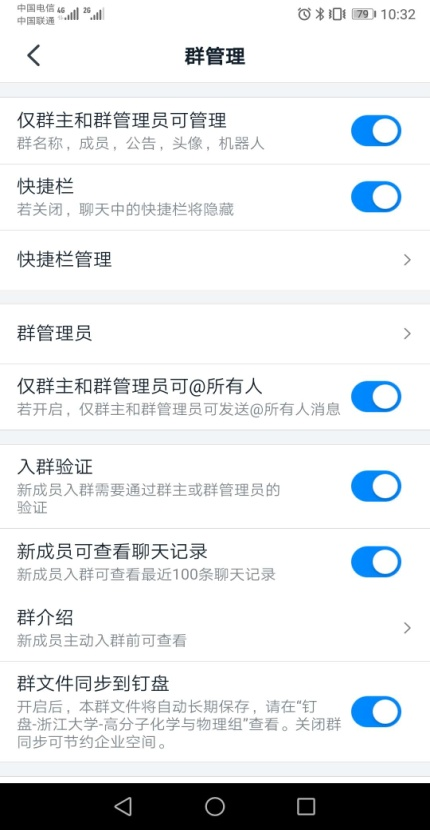 中国电信 4G 2G
中国联通
79 10:32
群管理
仅群主和群管理员可管理
群名称，成员，公告，头像，机器人
快捷栏
若关闭，聊天中的快捷栏将隐藏
快捷栏管理
群管理员
仅群主和群管理员可@所有人
若开启，仅群主和群管理员可发送@所有人消息
入群验证
新成员入群需要通过群主或群管理员的
验证
新成员可查看聊天记录
新成员入群可查看最近100条聊天记录
群介绍
新成员主动入群前可查看
群文件同步到钉盘
开启后，本群文件将自动长期保存，请在“钉
盘-浙江大学-高分子化学与物理组”查看。关闭群
同步可节约企业空间。